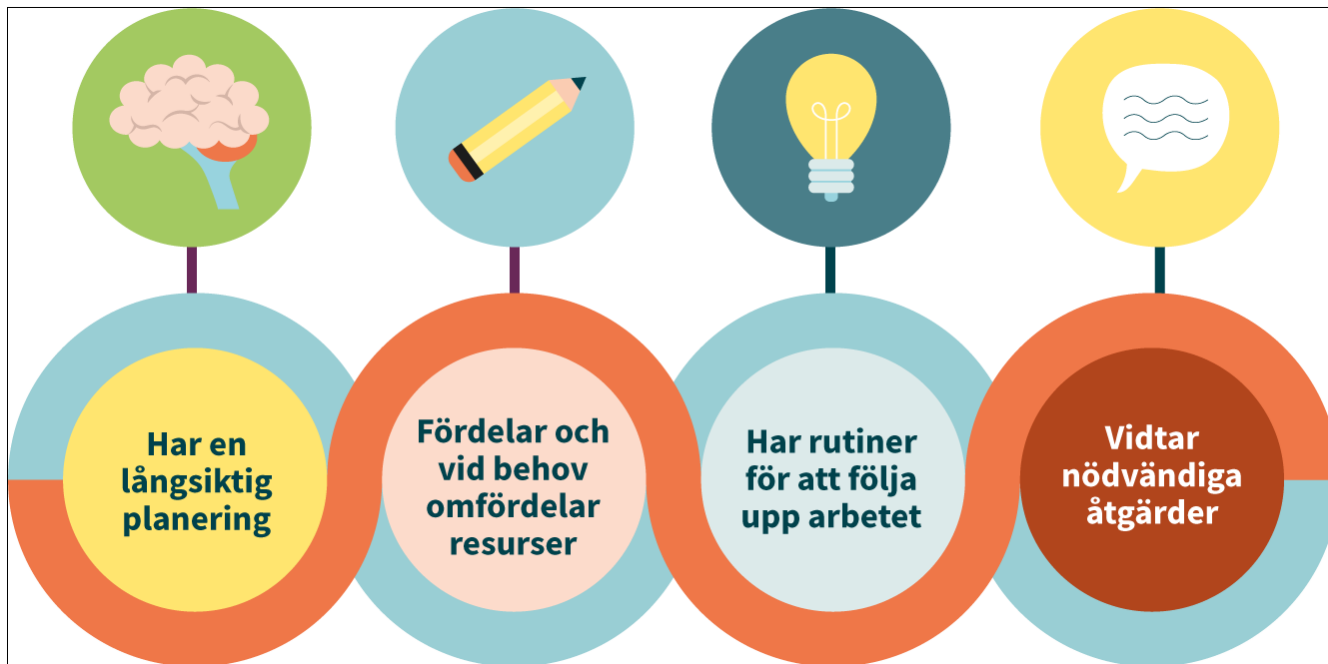 Har en
långsiktig
planering
Fördelar och
vid behov
omfördelar
resurser
Har rutiner
för att följa
upp arbetet
Vidtar
nödvändiga
åtgärder